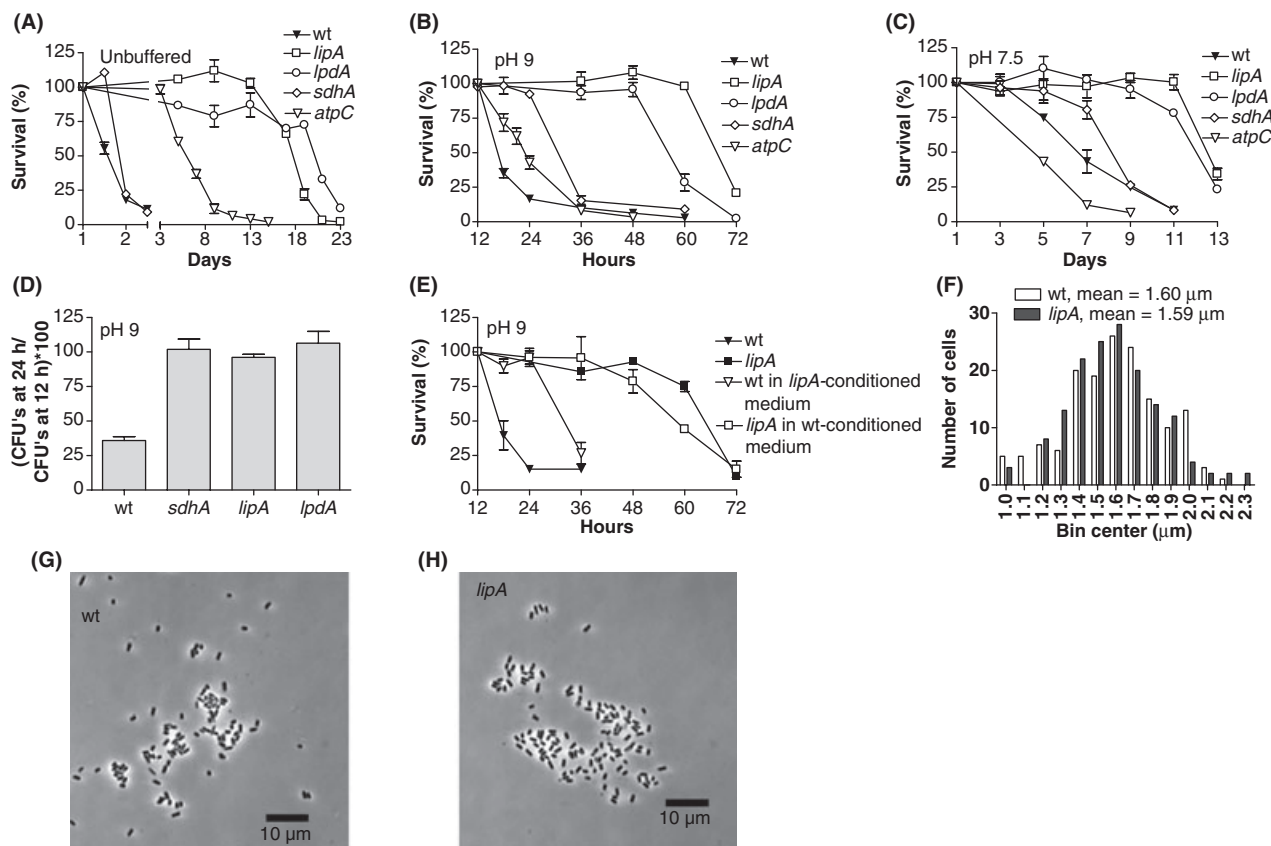 (A)
Unbuffered
wt
lipA
lpdA
sdhA
atpC
Survival (%)
125
100
75
50
25
0
1 2 3 8 13 18 23
Days
(B)
pH 9
wt
lipA
lpdA
sdhA
atpC
Survival (%)
125
100
75
50
25
0
12 24 36 48 60 72
Hours
(C)
pH 7.5
wt
lipA
lpdA
sdhA
atpC
Survival (%)
125
100
75
50
25
0
1 3 5 7 9 11 13
Days
(D)
pH 9
(CFU's at 24 h/
CFU's at 12 h)*100
125
100
75
50
25
0
wt sdhA lipA lpdA
(E)
pH 9
wt
lipA
wt in lipA-conditioned
medium
lipA in wt-conditioned
medium
Survival (%)
125
100
75
50
25
0
12 24 36 48 60 72
Hours
(F)
wt, mean = 1.60 μm
lipA, mean = 1.59 μm
Number of cells
30
20
10
0
1.0 1.1 1.2 1.3 1.4 1.5 1.6 1.7 1.8 1.9 2.0 2.1 2.2 2.3
Bin center (μm)
(G)
wt
10 μm
(H)
lipA
10 μm